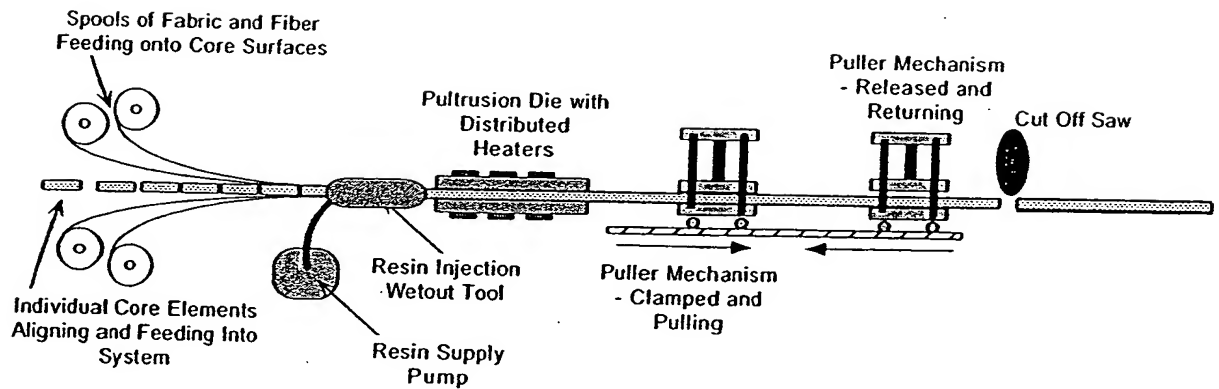 Spools of Fabric and Fiber
Feeding onto Core Surfaces
Pultrusion Die with
Distributed
Heaters
Puller Mechanism
- Released and
Returning
Cut Off Saw
Individual Core Elements
Aligning and Feeding Into
System
Resin Injection
Wetout Tool
Resin Supply
Pump
Puller Mechanism
- Clamped and
Pulling